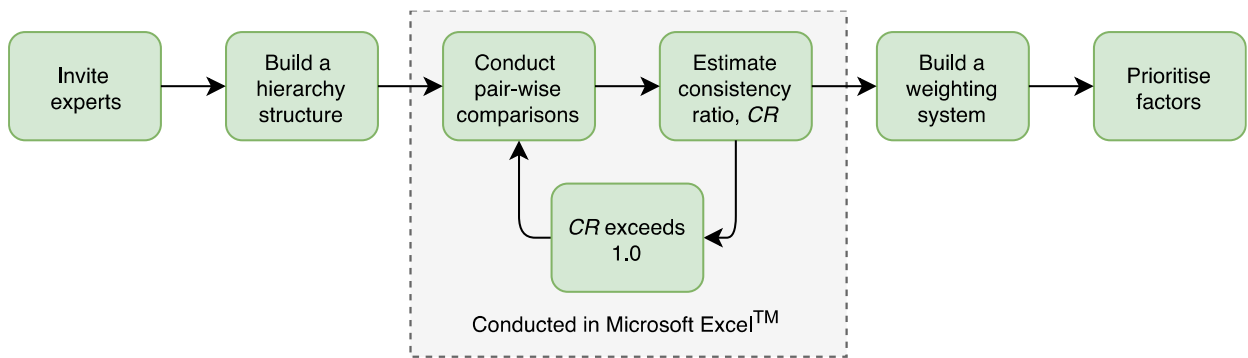 Invite
experts
Build a
hierarchy
structure
Conduct
pair-wise
comparisons
Estimate
consistency
ratio, CR
Build a
weighting
system
Prioritise
factors
CR exceeds
1.0
Conducted in Microsoft Excel™